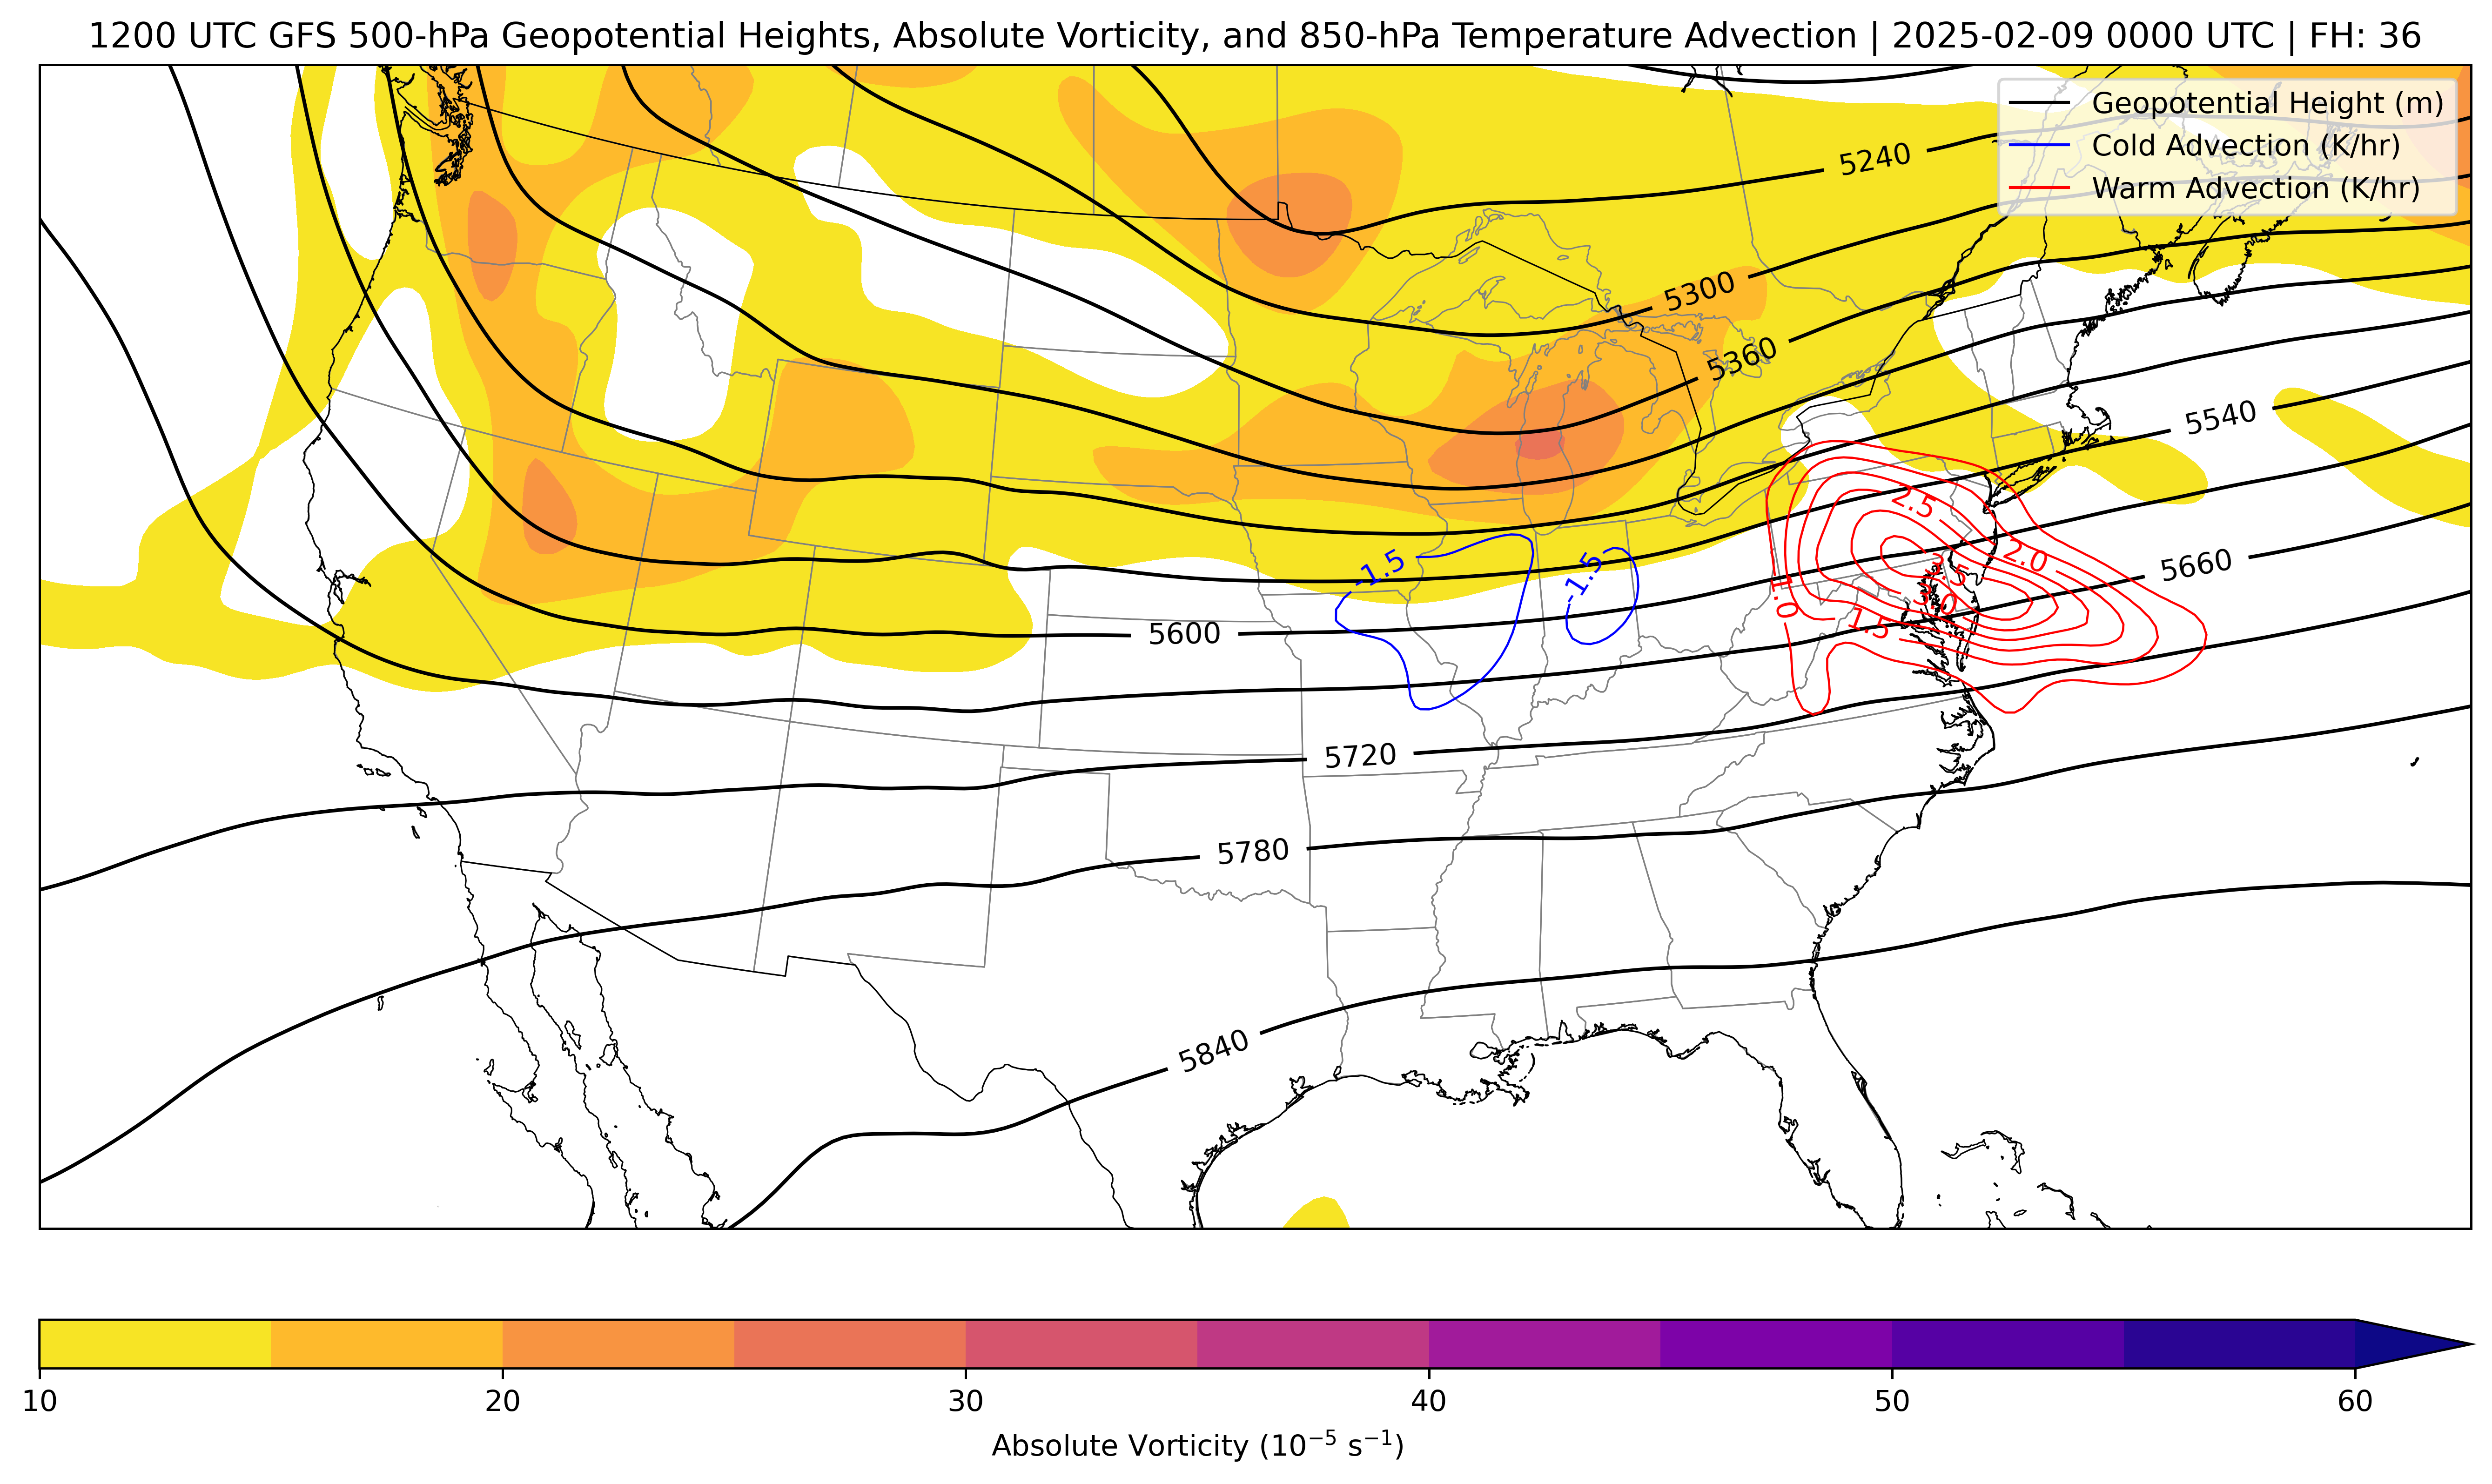 1200 UTC GFS 500-hPa Geopotential Heights, Absolute Vorticity, and 850-hPa Temperature Advection | 2025-02-09 0000 UTC | FH: 36
Geopotential Height (m)
Cold Advection (K/hr)
Warm Advection (K/hr)
5240
5300
5360
5540
2.5
2.0
5660
-1.5
-1.5
3.0
1.0
1.5
5600
5720
5780
5840
10 20 30 40 50 60
Absolute Vorticity (10⁻⁵ s⁻¹)